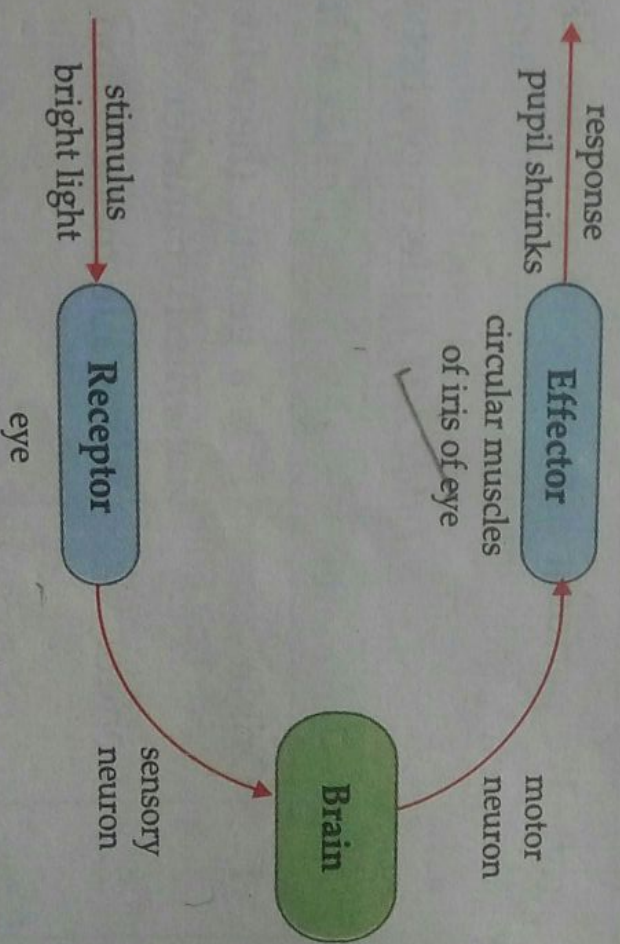 stimulus
bright light
Receptor
eye
sensory
neuron
Brain
motor
neuron
Effector
circular muscles
of iris of eye
response
pupil shrinks